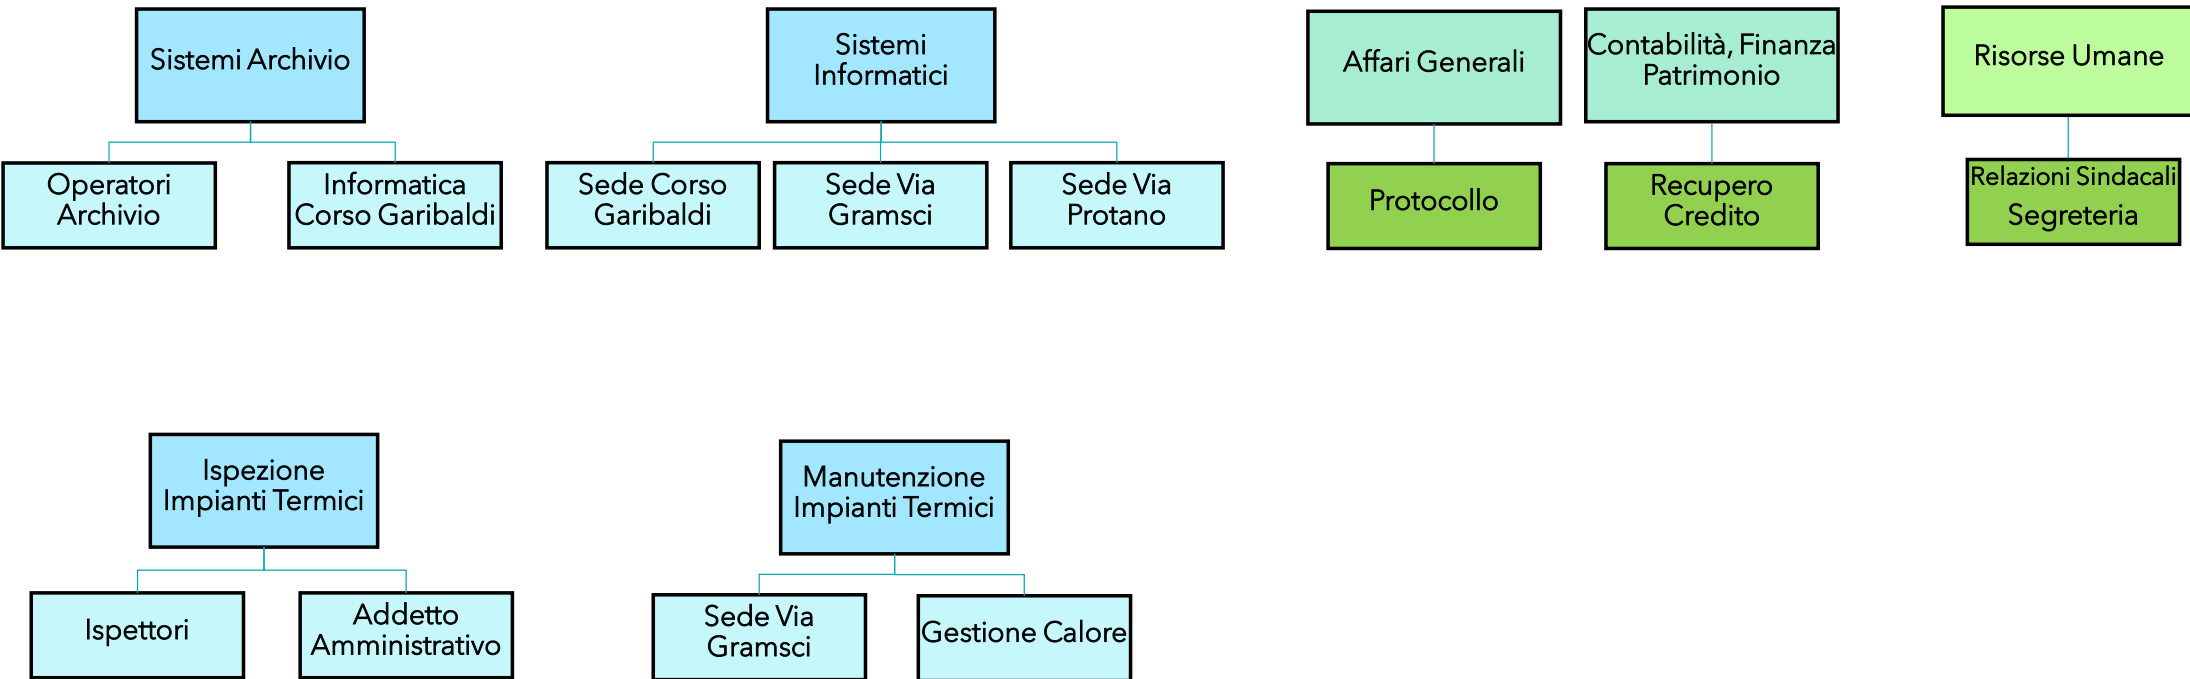 Sistemi Archivio
Sistemi
Informatici
Affari Generali
Contabilità, Finanza
Patrimonio
Risorse Umane
Operatori
Archivio
Informatica
Corso Garibaldi
Sede Corso
Garibaldi
Sede Via
Gramsci
Sede Via
Protano
Protocollo
Recupero
Credito
Relazioni Sindacali
Segreteria
Ispezione
Impianti Termici
Manutenzione
Impianti Termici
Ispettori
Addetto
Amministrativo
Sede Via
Gramsci
Gestione Calore